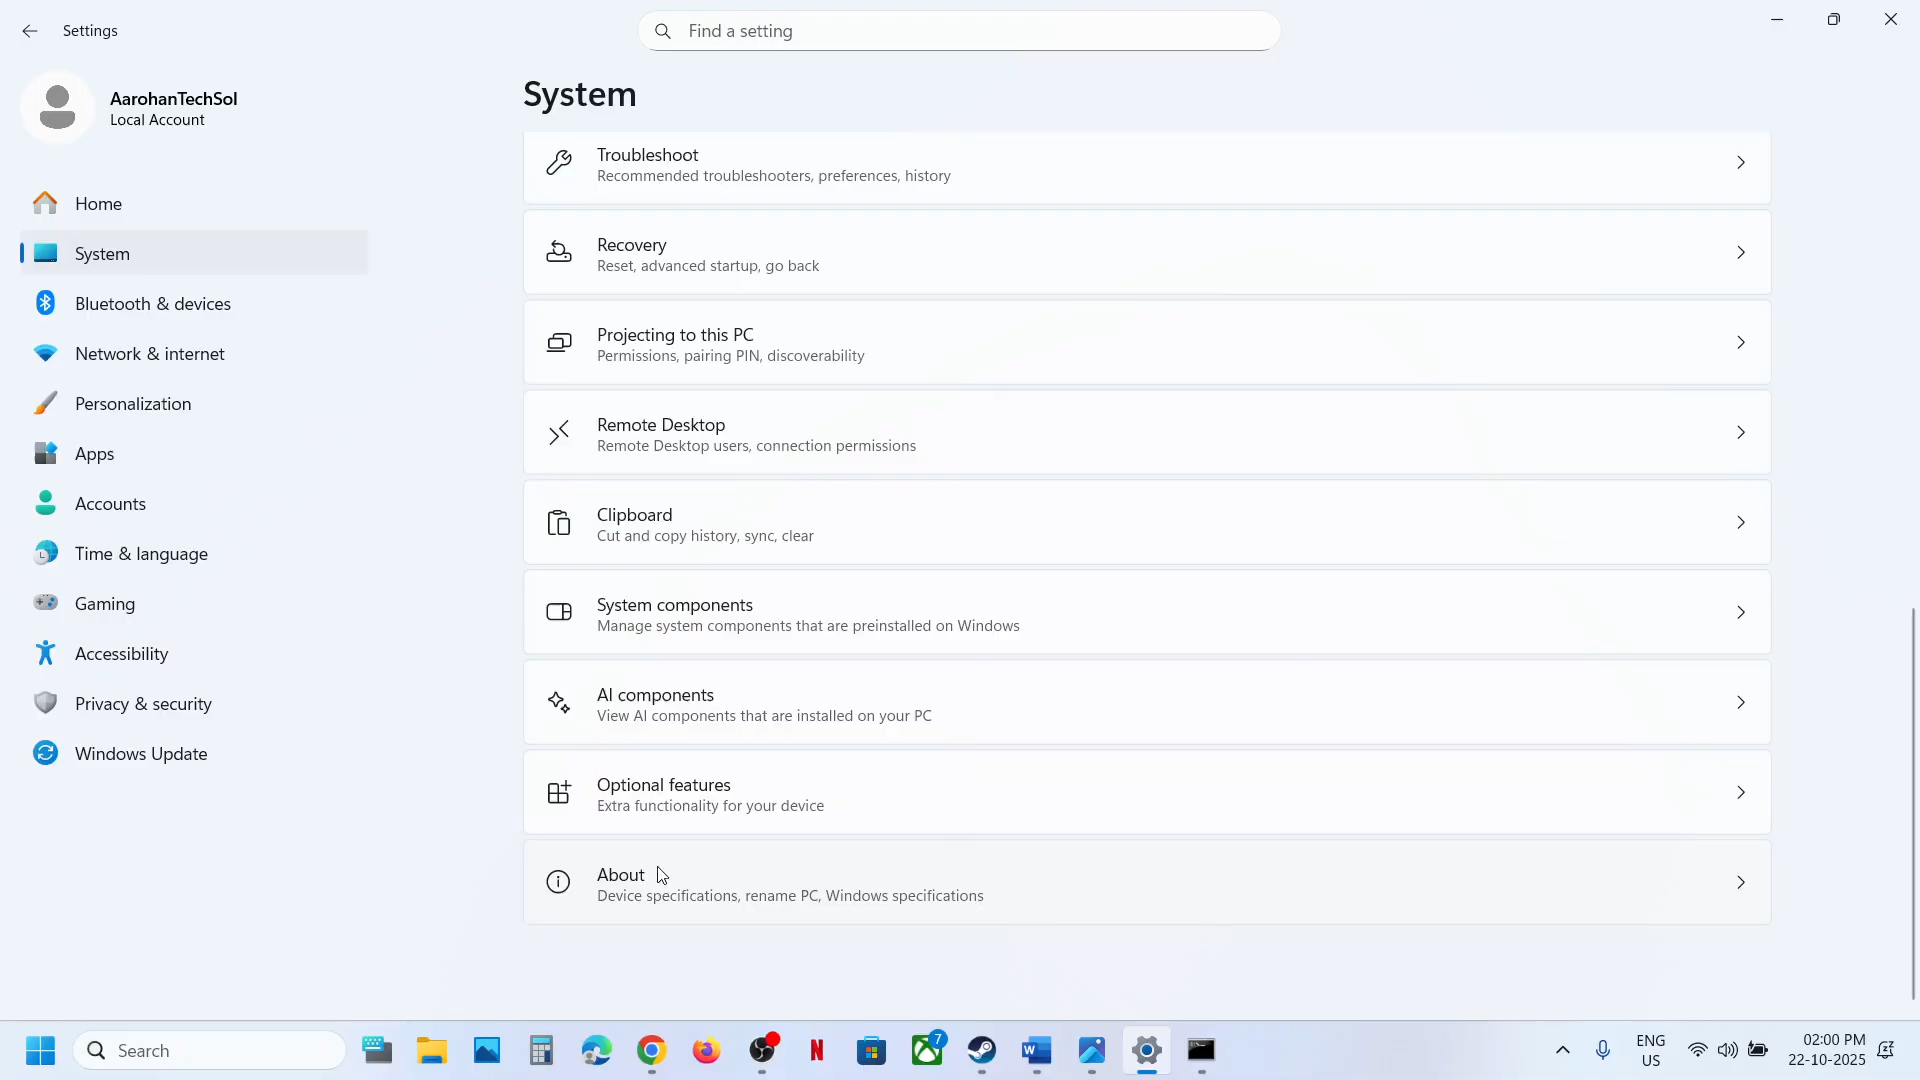 Settings
Find a setting
AarohanTechSol
Local Account
Home
System
Bluetooth & devices
Network & internet
Personalization
Apps
Accounts
Time & language
Gaming
Accessibility
Privacy & security
Windows Update
System
Troubleshoot
Recommended troubleshooters, preferences, history
Recovery
Reset, advanced startup, go back
Projecting to this PC
Permissions, pairing PIN, discoverability
Remote Desktop
Remote Desktop users, connection permissions
Clipboard
Cut and copy history, sync, clear
System components
Manage system components that are preinstalled on Windows
AI components
View AI components that are installed on your PC
Optional features
Extra functionality for your device
About
Device specifications, rename PC, Windows specifications
Search
7
ENG
US
02:00 PM
22-10-2025